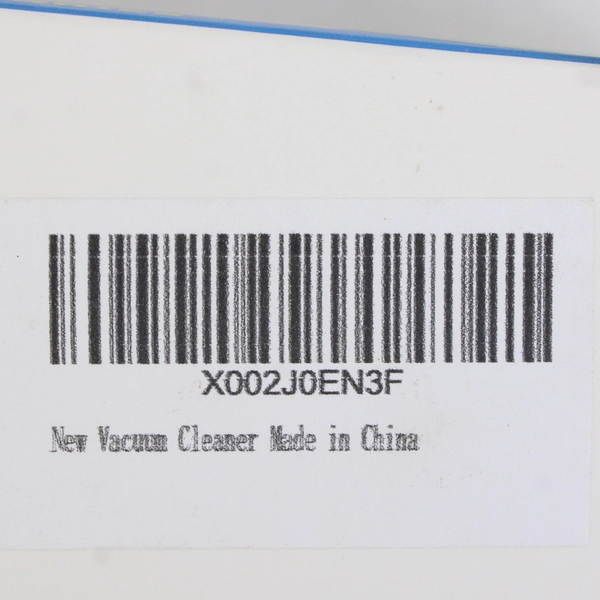 X002J0EN3F
New Vacuum Cleaner Made in China